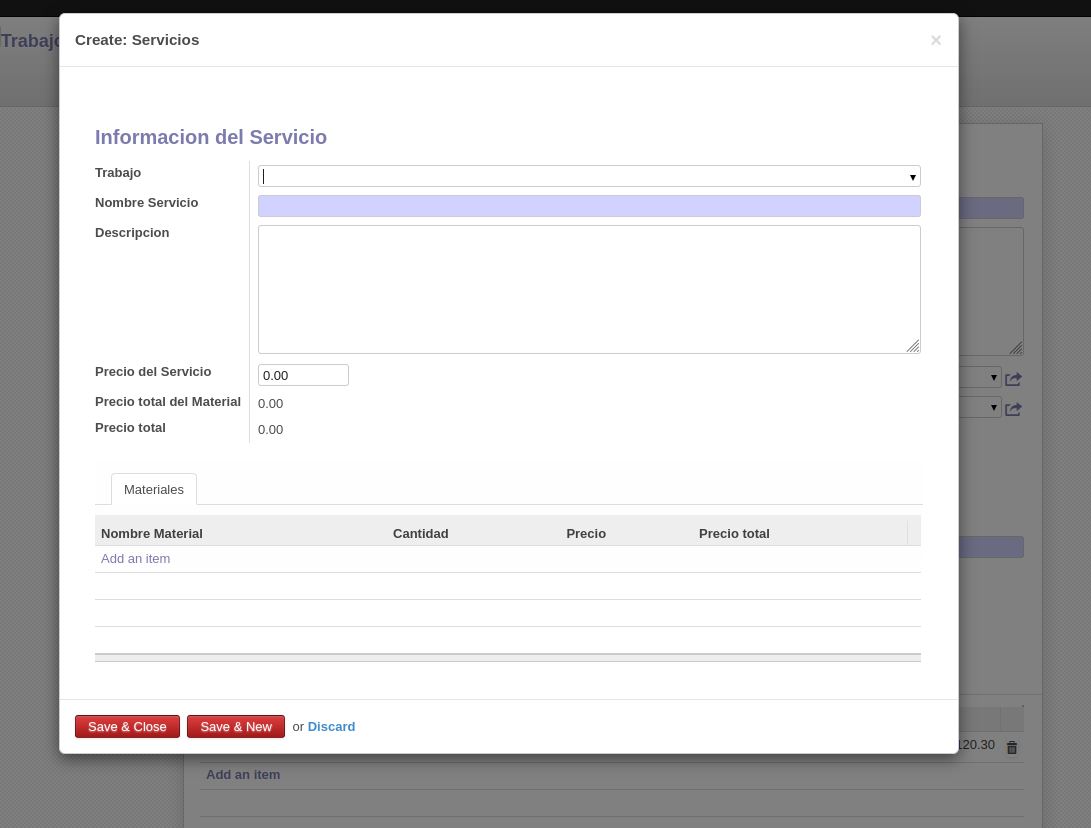 Trabajo
Create: Servicios ×
Informacion del Servicio
Trabajo
Nombre Servicio
Descripcion
Precio del Servicio 0.00
Precio total del Material 0.00
Precio total 0.00
Materiales
Nombre Material Cantidad Precio Precio total
Add an item
Save & Close Save & New or Discard
120.30
Add an item